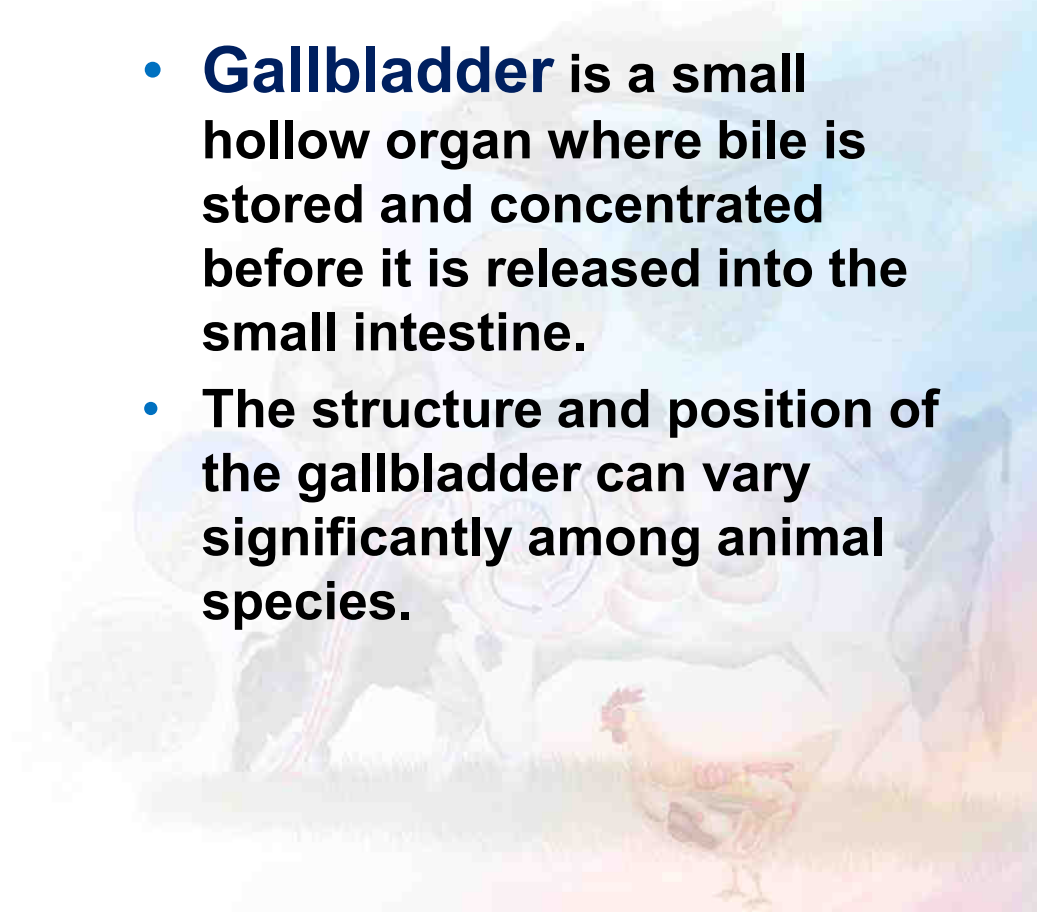 • Gallbladder is a small
hollow organ where bile is
stored and concentrated
before it is released into the
small intestine.
• The structure and position of
the gallbladder can vary
significantly among animal
species.